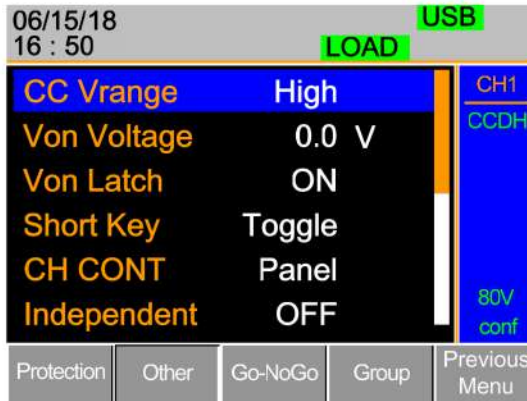 06/15/18 USB
16 : 50 LOAD
CC Vrange High
Von Voltage 0.0 V
Von Latch ON
Short Key Toggle
CH CONT Panel
Independent OFF
CH1
CCDH
80V
conf
Protection Other Go-NoGo Group Previous Menu